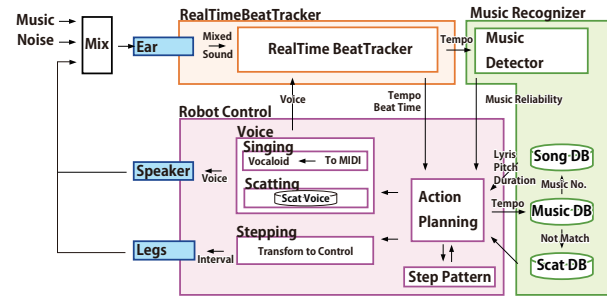 RealTimeBeatTracker
Music Recognizer
Music
Noise
Mix
Ear
Mixed
Sound
RealTime BeatTracker
Tempo
Music
Detector
Voice
Tempo
Beat Time
Music Reliability
Robot Control
Voice
Singing
Vocaloid
To MIDI
Scatting
Scat Voice
Speaker
Voice
Action
Planning
Lyris
Pitch
Duration
Song DB
Music No.
Tempo
Music DB
Not Match
Scat DB
Stepping
Transforn to Control
Legs
Interval
Step Pattern